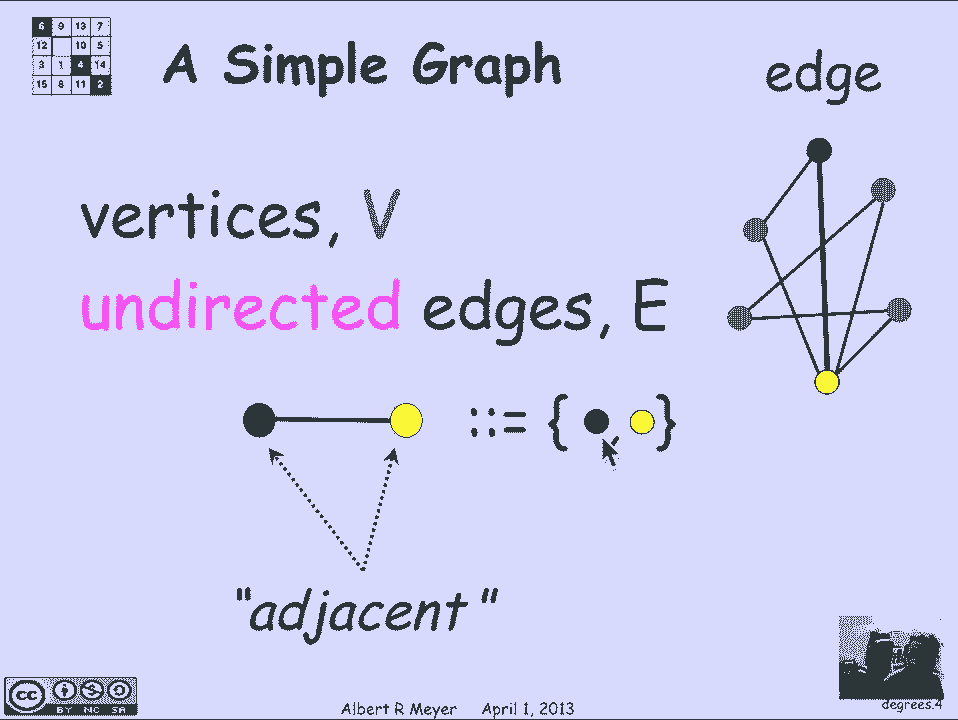 6 9 13 7
12 10 5
3 1 4 14
15 8 11 2
A Simple Graph
edge
vertices, V
undirected edges, E
::= { , }
"adjacent"
cc BY NC SA
Albert R Meyer April 1, 2013
degrees.4